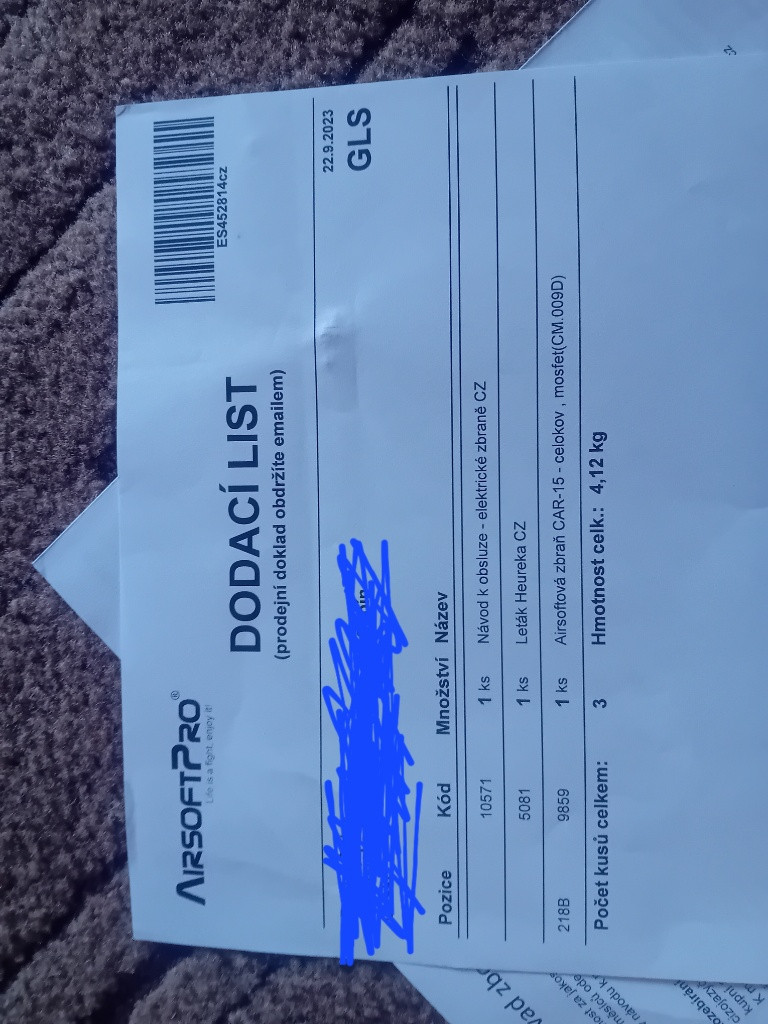 AIRSOFTPRO®
Life is a fight, enjoy it!
ES452814cz
DODACÍ LIST
(prodejní doklad obdržíte emailem)
22.9.2023
GLS
Pozice Kód Množství Název
10571 1 ks Návod k obsluze - elektrické zbraně CZ
5081 1 ks Leták Heureka CZ
218B 9859 1 ks Airsoftová zbraň CAR-15 - celokov , mosfet(CM.009D)
Počet kusů celkem: 3 Hmotnost celk.: 4,12 kg